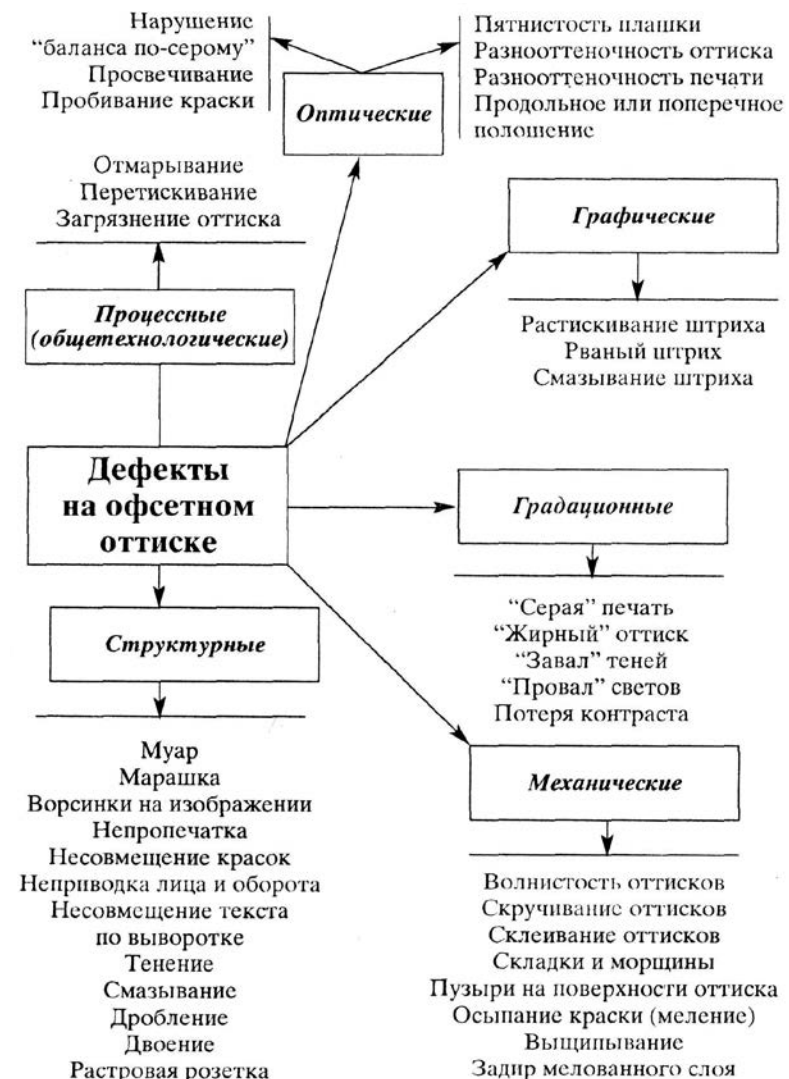 Нарушение
“баланса по-серому”
Просвечивание
Пробивание краски
Оптические
Пятнистость плашки
Разнооттеночность оттиска
Разнооттеночность печати
Продольное или поперечное
полошение
Отмарывание
Перетискивание
Загрязнение оттиска
Процессные
(общетехнологические)
Графические
Растискивание штриха
Рваный штрих
Смазывание штриха
Дефекты
на офсетном
оттиске
Градационные
“Серая” печать
“Жирный” оттиск
“Завал” теней
“Провал” светов
Потеря контраста
Структурные
Муар
Марашка
Ворсинки на изображении
Непропечатка
Несовмещение красок
Неприводка лица и оборота
Несовмещение текста
по выворотке
Тенение
Смазывание
Дробление
Двоение
Растровая розетка
Механические
Волнистость оттисков
Скручивание оттисков
Склеивание оттисков
Складки и морщины
Пузыри на поверхности оттиска
Осыпание краски (меление)
Выщипывание
Задир мелованного слоя